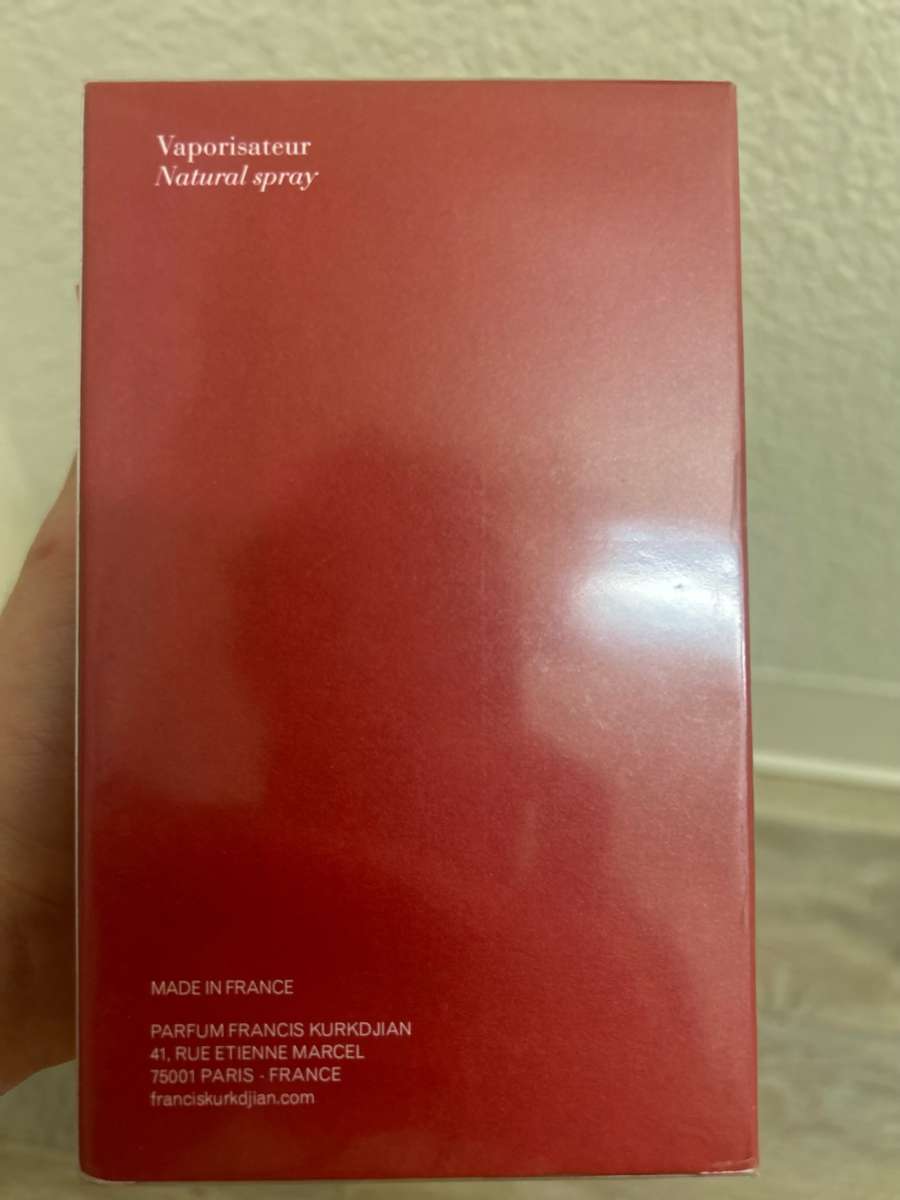 Vaporisateur
Natural spray
MADE IN FRANCE
PARFUM FRANCIS KURKDJIAN
41, RUE ETIENNE MARCEL
75001 PARIS - FRANCE
franciskurkdjian.com